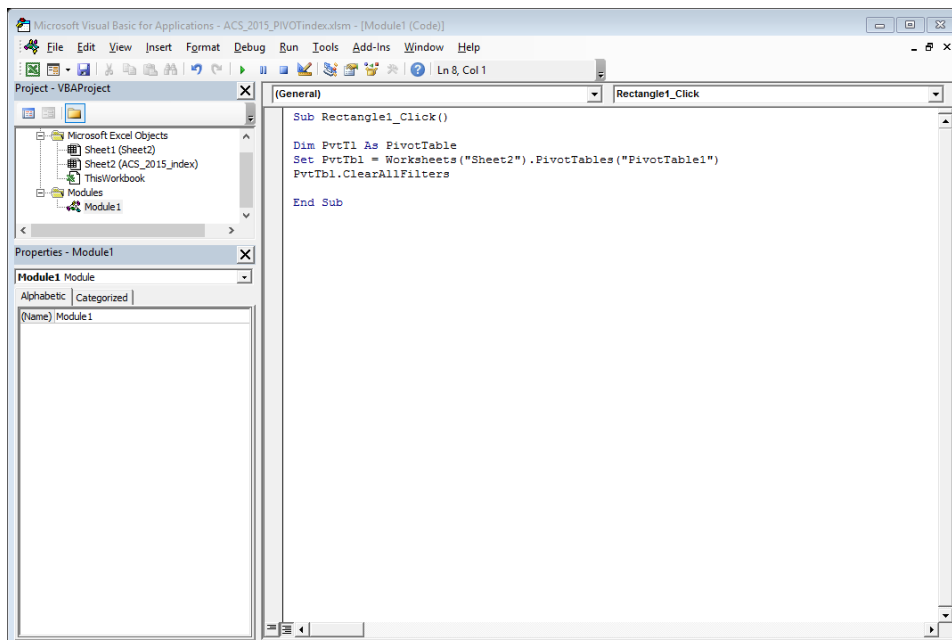 Microsoft Visual Basic for Applications - ACS_2015_PIVOTindex.xlsm - [Module1 (Code)]
File Edit View Insert Format Debug Run Tools Add-Ins Window Help
Ln 8, Col 1
Project - VBAProject
Microsoft Excel Objects
Sheet1 (Sheet2)
Sheet2 (ACS_2015_index)
ThisWorkbook
Modules
Module1
Properties - Module1
Module1 Module
Alphabetic Categorized
(Name) Module1
(General) Rectangle1_Click
Sub Rectangle1_Click()
Dim PvtTl As PivotTable
Set PvtTbl = Worksheets("Sheet2").PivotTables("PivotTable1")
PvtTbl.ClearAllFilters
End Sub